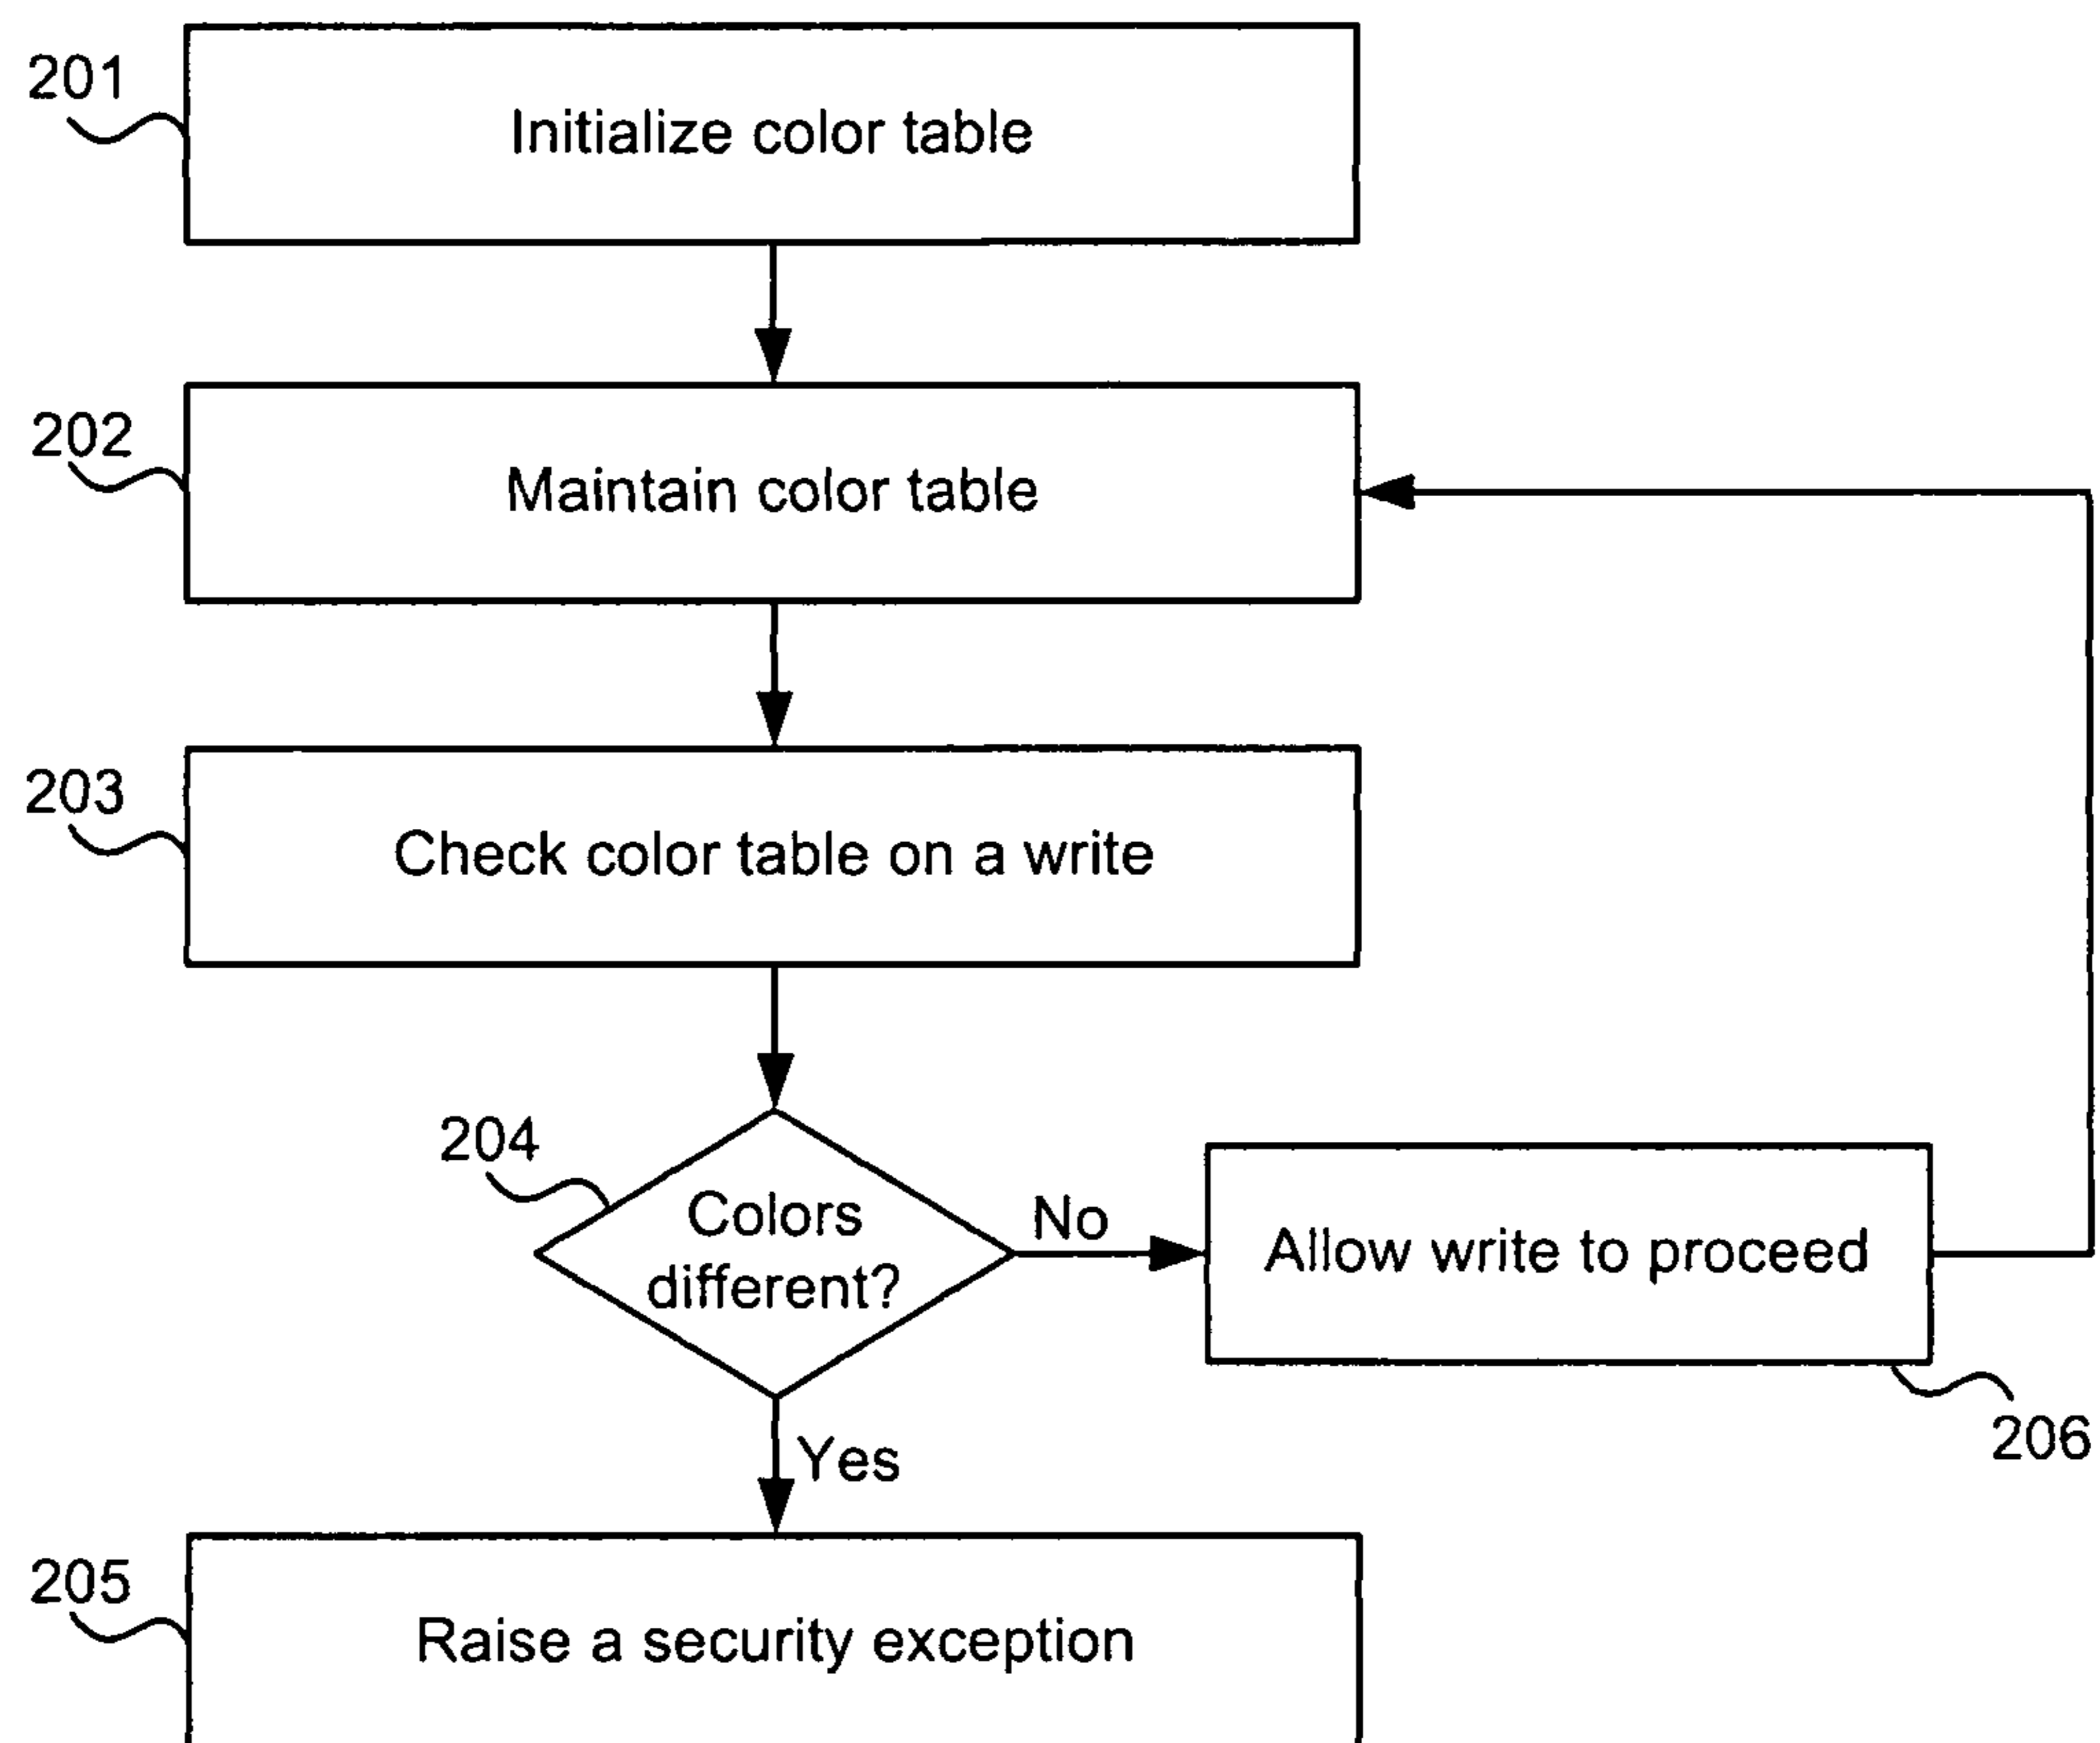 201
Initialize color table
202
Maintain color table
203
Check color table on a write
204
Colors
different?
No
Allow write to proceed
206
Yes
205
Raise a security exception